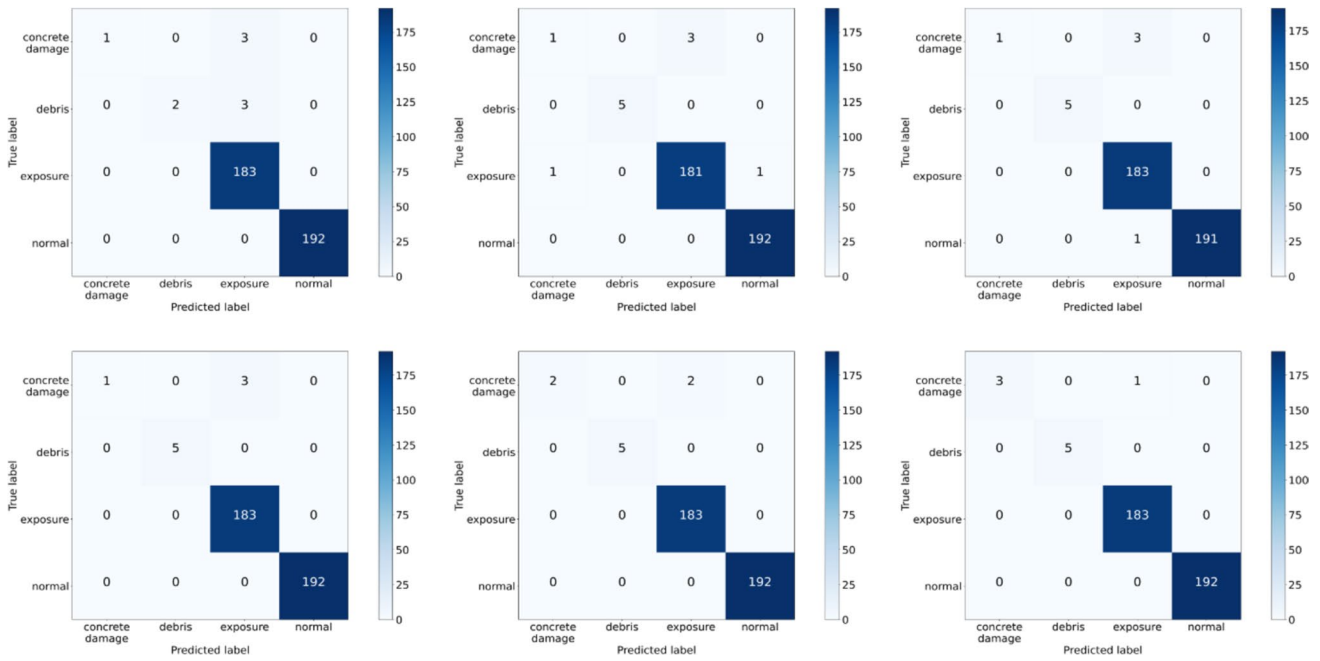 concrete
damage
debris
exposure
normal
True label
1 0 3 0
0 2 3 0
0 0 183 0
0 0 0 192
concrete
damage
debris
exposure
normal
Predicted label
175
150
125
100
75
50
25
0
concrete
damage
debris
exposure
normal
True label
1 0 3 0
0 5 0 0
1 0 181 1
0 0 0 192
concrete
damage
debris
exposure
normal
Predicted label
175
150
125
100
75
50
25
0
concrete
damage
debris
exposure
normal
True label
1 0 3 0
0 5 0 0
0 0 183 0
0 0 1 191
concrete
damage
debris
exposure
normal
Predicted label
175
150
125
100
75
50
25
0
concrete
damage
debris
exposure
normal
True label
1 0 3 0
0 5 0 0
0 0 183 0
0 0 0 192
concrete
damage
debris
exposure
normal
Predicted label
175
150
125
100
75
50
25
0
concrete
damage
debris
exposure
normal
True label
2 0 2 0
0 5 0 0
0 0 183 0
0 0 0 192
concrete
damage
debris
exposure
normal
Predicted label
175
150
125
100
75
50
25
0
concrete
damage
debris
exposure
normal
True label
3 0 1 0
0 5 0 0
0 0 183 0
0 0 0 192
concrete
damage
debris
exposure
normal
Predicted label
175
150
125
100
75
50
25
0